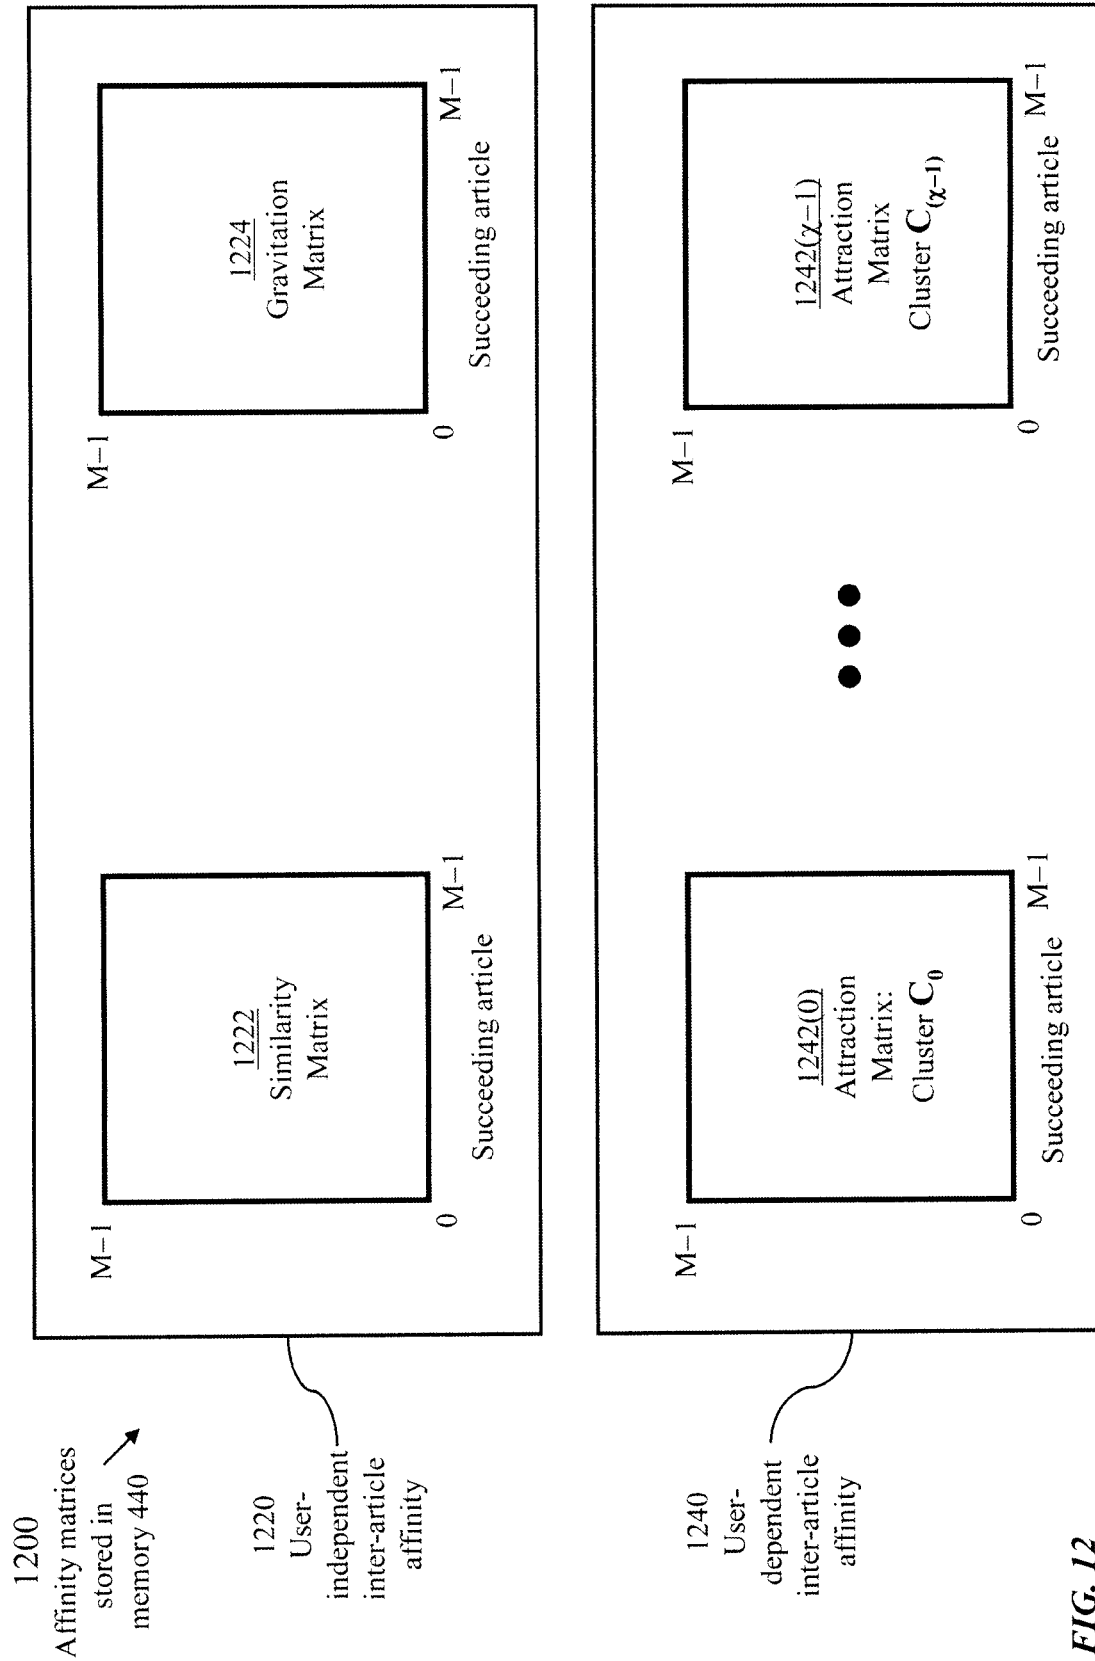 1200
Affinity matrices
stored in
memory 440
1220
User-
independent
inter-article
affinity
M−1
1222
Similarity
Matrix
0
M−1
Succeeding article
M−1
1224
Gravitation
Matrix
0
M−1
Succeeding article
1240
User-
dependent
inter-article
affinity
M−1
1242(0)
Attraction
Matrix:
Cluster C0
0
M−1
Succeeding article
M−1
1242(χ−1)
Attraction
Matrix
Cluster C(χ−1)
0
M−1
Succeeding article
FIG. 12